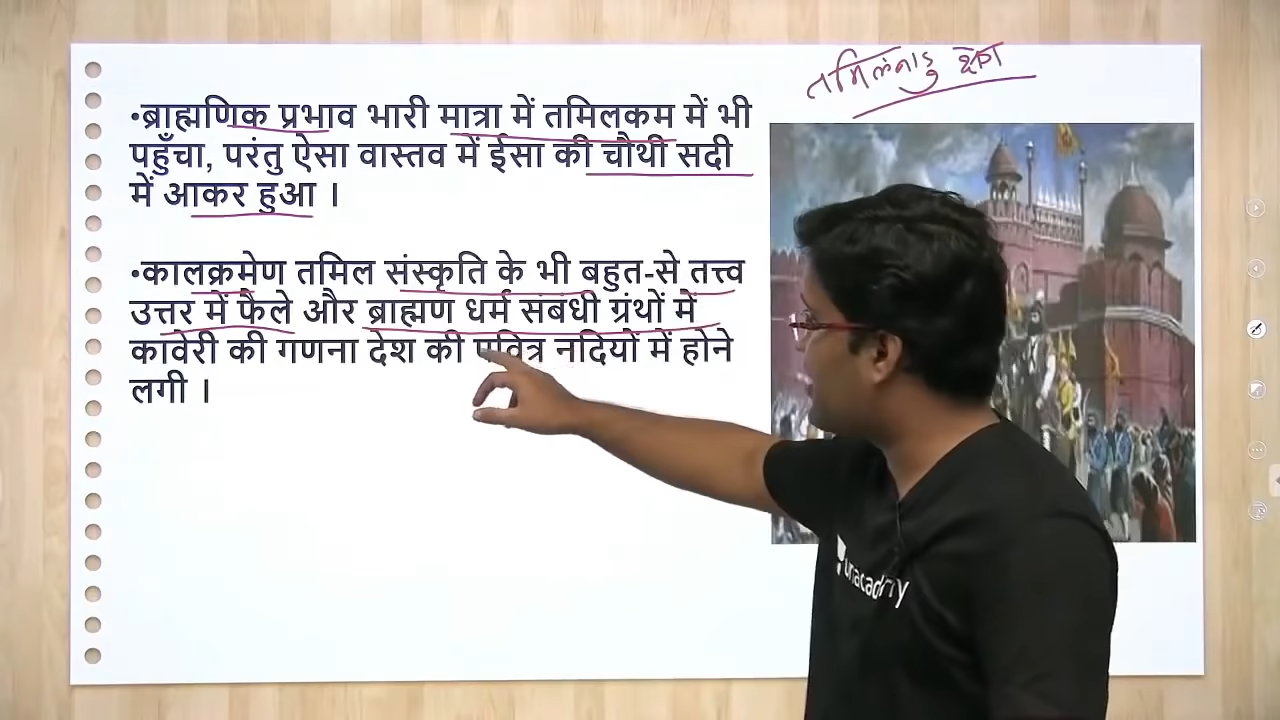 तमिलनाडु क्षेत्र
•ब्राह्मणिक प्रभाव भारी मात्रा में तमिलकम में भी
पहुँचा, परंतु ऐसा वास्तव में ईसा की चौथी सदी
में आकर हुआ ।
•कालक्रमेण तमिल संस्कृति के भी बहुत-से तत्त्व
उत्तर में फैले और ब्राह्मण धर्म संबंधी ग्रंथों में
कावेरी की गणना देश की पवित्र नदियों में होने
लगी ।
unacademy